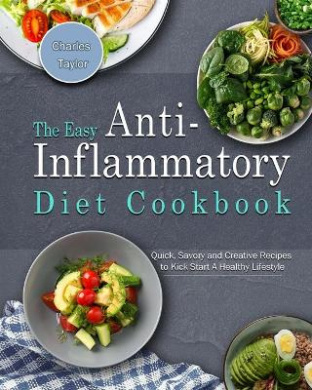 Charles
Taylor
The Easy Anti-
Inflammatory
Diet Cookbook
Quick, Savory and Creative Recipes
to Kick Start A Healthy Lifestyle